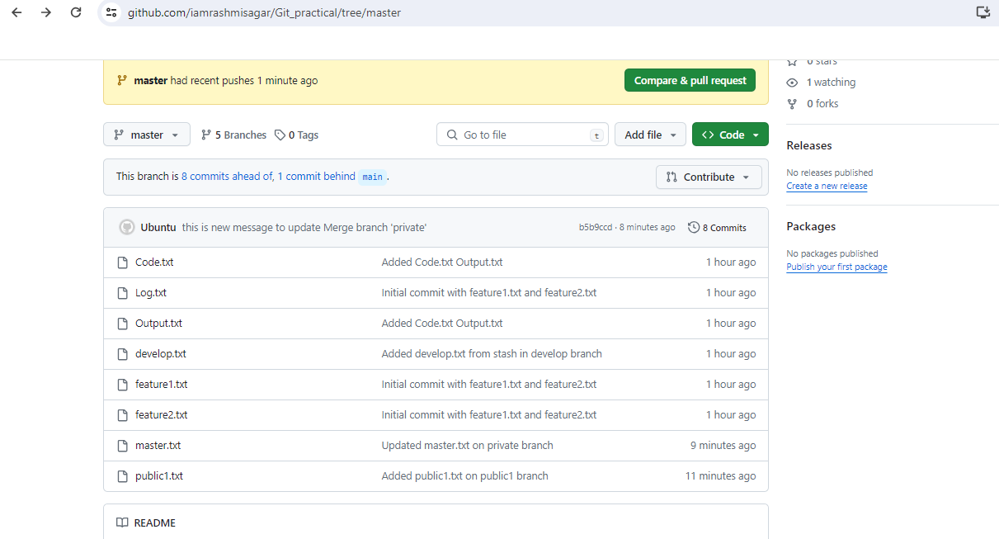 github.com/iamrashmisagar/Git_practical/tree/master
master had recent pushes 1 minute ago
Compare & pull request
0 stars
1 watching
0 forks
master
5 Branches
0 Tags
Go to file
t
Add file
<> Code
This branch is 8 commits ahead of, 1 commit behind main .
Contribute
Releases
No releases published
Create a new release
Ubuntu this is new message to update Merge branch 'private'
b5b9ccd · 8 minutes ago
8 Commits
Code.txt Added Code.txt Output.txt 1 hour ago
Log.txt Initial commit with feature1.txt and feature2.txt 1 hour ago
Output.txt Added Code.txt Output.txt 1 hour ago
develop.txt Added develop.txt from stash in develop branch 1 hour ago
feature1.txt Initial commit with feature1.txt and feature2.txt 1 hour ago
feature2.txt Initial commit with feature1.txt and feature2.txt 1 hour ago
master.txt Updated master.txt on private branch 9 minutes ago
public1.txt Added public1.txt on public1 branch 11 minutes ago
Packages
No packages published
Publish your first package
README